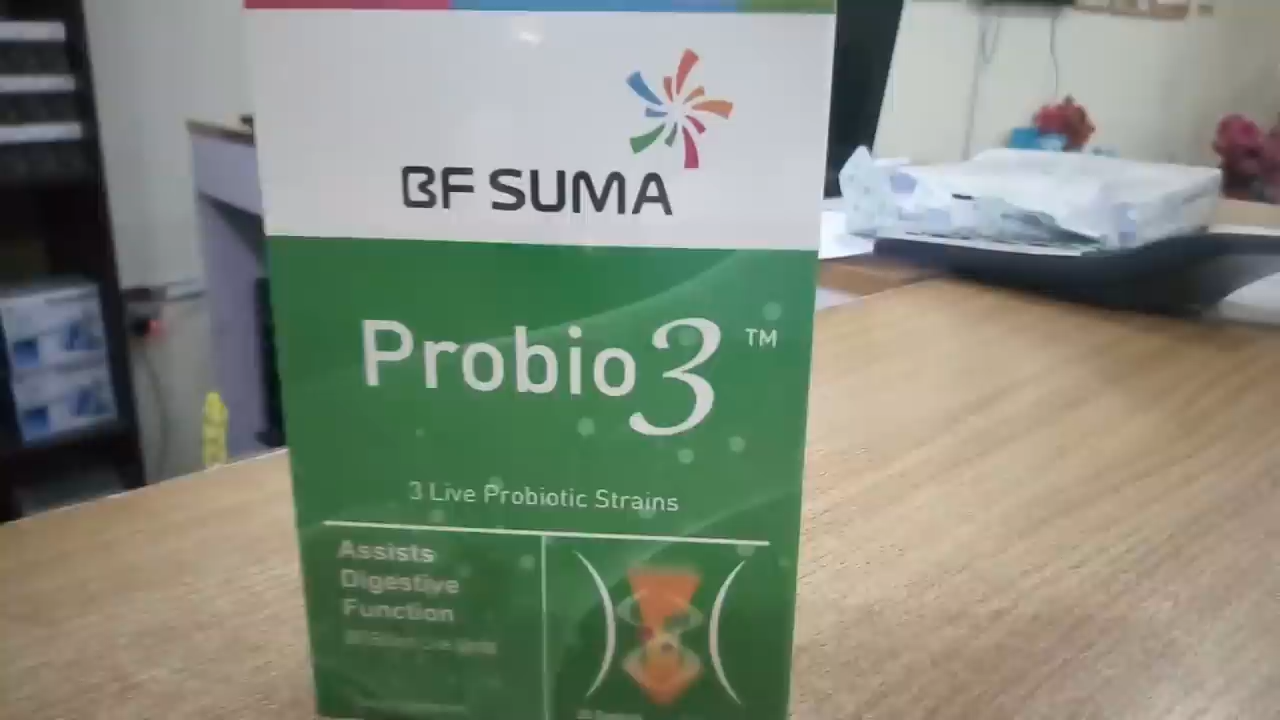 BF SUMA
Probio3™
3 Live Probiotic Strains
Assists
Digestive
Function